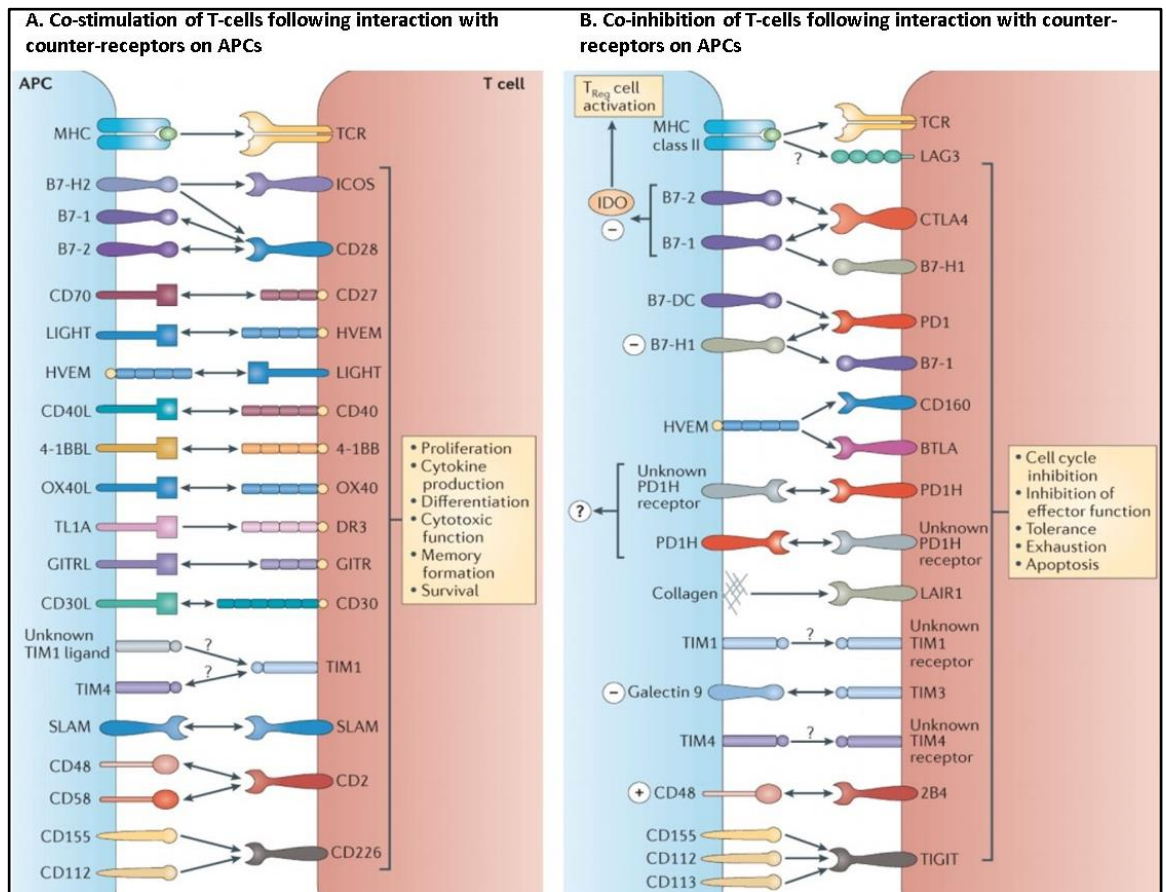 A. Co-stimulation of T-cells following interaction with
counter-receptors on APCs
APC
T cell
MHC
TCR
B7-H2
ICOS
B7-1
B7-2
CD28
CD70
CD27
LIGHT
HVEM
HVEM
LIGHT
CD40L
CD40
4-1BBL
4-1BB
OX40L
OX40
TL1A
DR3
GITRL
GITR
CD30L
CD30
Unknown
TIM1 ligand
?
TIM1
?
TIM4
SLAM
SLAM
CD48
CD2
CD58
CD155
CD226
CD112
• Proliferation
• Cytokine
production
• Differentiation
• Cytotoxic
function
• Memory
formation
• Survival
B. Co-inhibition of T-cells following interaction with counter-
receptors on APCs
TReg cell
activation
MHC
class II
TCR
?
LAG3
IDO
−
B7-2
CTLA4
B7-1
B7-H1
B7-DC
PD1
− B7-H1
B7-1
CD160
HVEM
BTLA
?
Unknown
PD1H
receptor
PD1H
PD1H
Unknown
PD1H
receptor
Collagen
LAIR1
TIM1
?
Unknown
TIM1
receptor
− Galectin 9
TIM3
TIM4
?
Unknown
TIM4
receptor
+ CD48
2B4
CD155
CD112
TIGIT
CD113
• Cell cycle
inhibition
• Inhibition of
effector function
• Tolerance
• Exhaustion
• Apoptosis